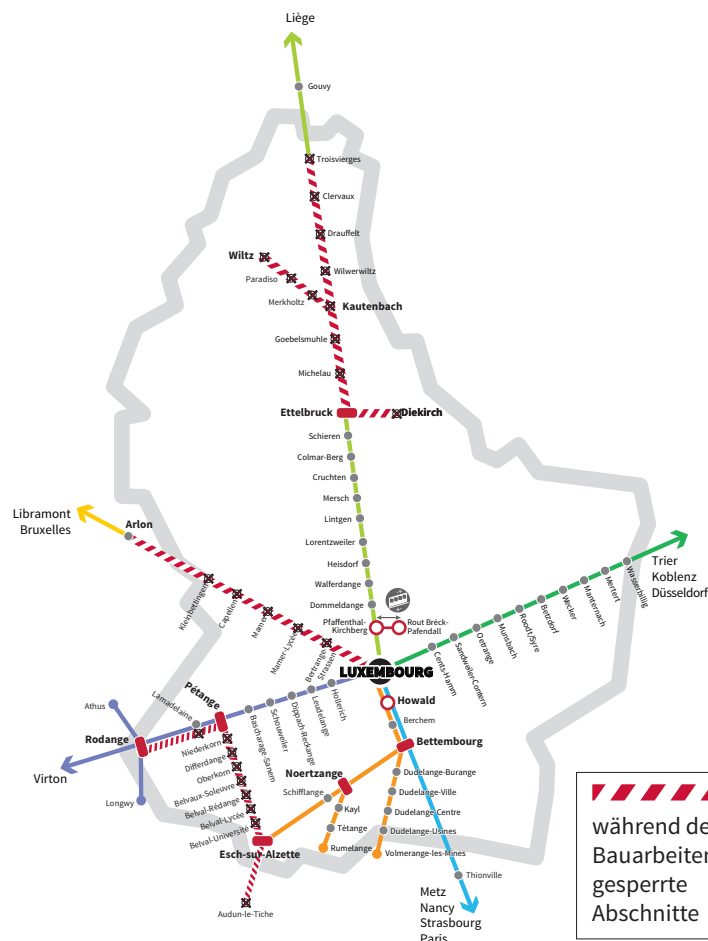 Liège
Gouvy
Troisvierges
Clervaux
Drauffelt
Wiltz
Wilwerwiltz
Paradiso
Merkholtz
Kautenbach
Goebelsmuhle
Michelau
Ettelbruck
Diekirch
Schieren
Colmar-Berg
Cruchten
Mersch
Lintgen
Lorentzweiler
Heisdorf
Walferdange
Dommeldange
Pfaffenthal-
Kirchberg
Rout Bréck-
Pafendall
Libramont
Bruxelles
Arlon
Kleinbettingen
Capellen
Mamer
Mamer-Lycée
Bertrange-
Strassen
LUXEMBOURG
Cents-Hamm
Sandweiler-Contern
Oetrange
Munsbach
Roodt/Syre
Betzdorf
Wecker
Manternach
Mertert
Wasserbillig
Trier
Koblenz
Düsseldorf
Howald
Berchem
Bettembourg
Hollerich
Leudelange
Dippach-Reckange
Schouweiler
Bascharage-Sanem
Pétange
Lamadelaine
Athus
Rodange
Virton
Longwy
Niederkorn
Differdange
Oberkorn
Belvaux-Soleuvre
Belval-Rédange
Belval-Lycée
Belval-Université
Esch-sur-Alzette
Audun-le-Tiche
Noertzange
Schifflange
Kayl
Tétange
Rumelange
Dudelange-Burange
Dudelange-Ville
Dudelange-Centre
Dudelange-Usines
Volmerange-les-Mines
Thionville
Metz
Nancy
Strasbourg
Paris
während de
Bauarbeiten
gesperrte
Abschnitte